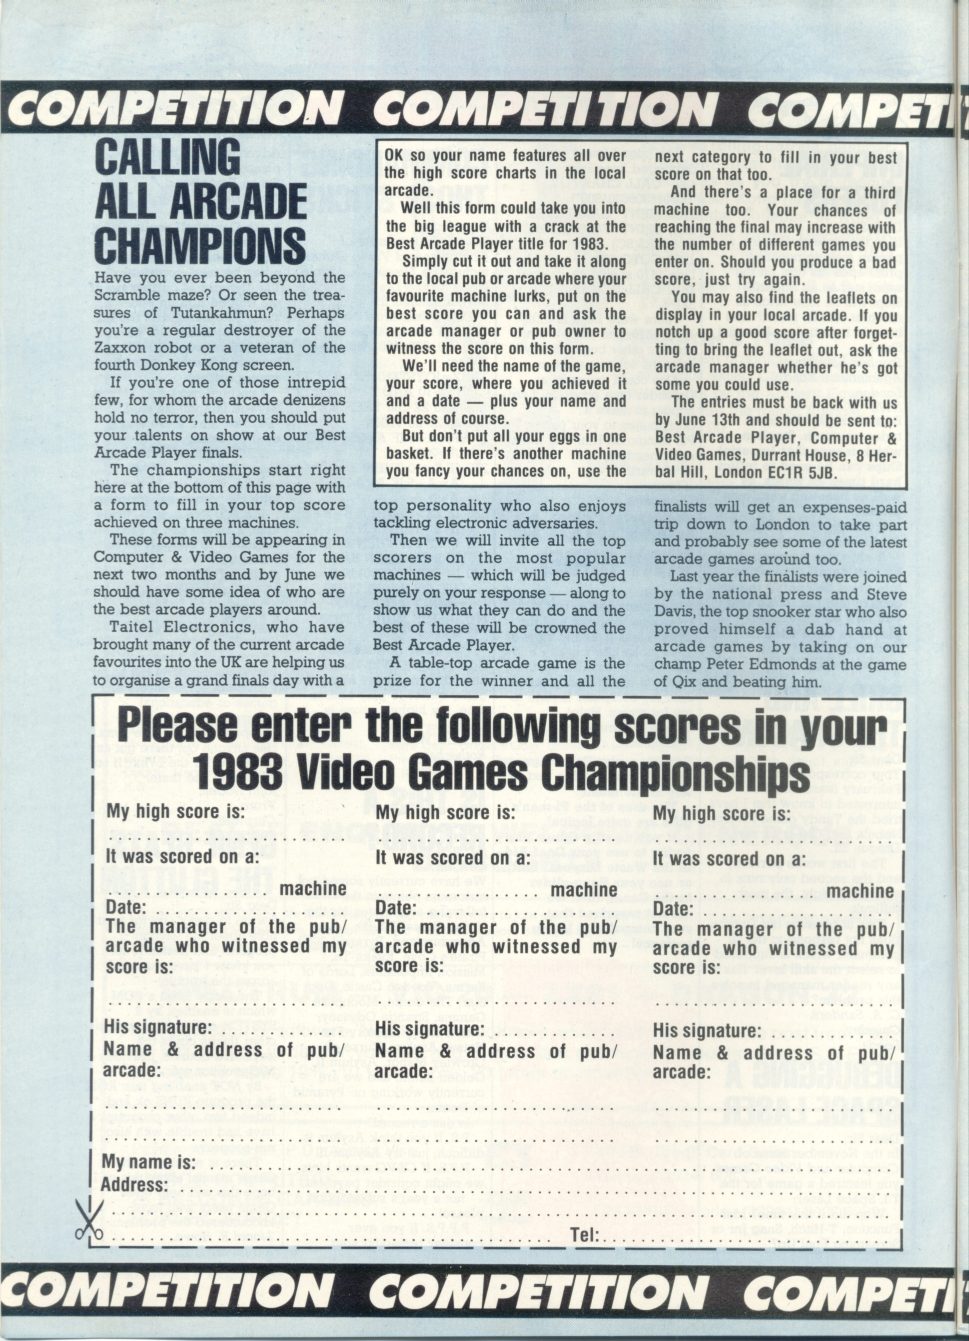 COMPETITION COMPETITION COMPETI
CALLING
ALL ARCADE
CHAMPIONS
Have you ever been beyond the
Scramble maze? Or seen the trea-
sures of Tutankahmun? Perhaps
you're a regular destroyer of the
Zaxxon robot or a veteran of the
fourth Donkey Kong screen.
If you're one of those intrepid
few, for whom the arcade denizens
hold no terror, then you should put
your talents on show at our Best
Arcade Player finals.
The championships start right
here at the bottom of this page with
a form to fill in your top score
achieved on three machines.
These forms will be appearing in
Computer & Video Games for the
next two months and by June we
should have some idea of who are
the best arcade players around.
Taitel Electronics, who have
brought many of the current arcade
favourites into the UK are helping us
to organise a grand finals day with a
OK so your name features all over
the high score charts in the local
arcade.
Well this form could take you into
the big league with a crack at the
Best Arcade Player title for 1983.
Simply cut it out and take it along
to the local pub or arcade where your
favourite machine lurks, put on the
best score you can and ask the
arcade manager or pub owner to
witness the score on this form.
We'll need the name of the game,
your score, where you achieved it
and a date — plus your name and
address of course.
But don't put all your eggs in one
basket. If there's another machine
you fancy your chances on, use the
next category to fill in your best
score on that too.
And there's a place for a third
machine too. Your chances of
reaching the final may increase with
the number of different games you
enter on. Should you produce a bad
score, just try again.
You may also find the leaflets on
display in your local arcade. If you
notch up a good score after forget-
ting to bring the leaflet out, ask the
arcade manager whether he's got
some you could use.
The entries must be back with us
by June 13th and should be sent to:
Best Arcade Player, Computer &
Video Games, Durrant House, 8 Her-
bal Hill, London EC1R 5JB.
top personality who also enjoys
tackling electronic adversaries.
Then we will invite all the top
scorers on the most popular
machines — which will be judged
purely on your response — along to
show us what they can do and the
best of these will be crowned the
Best Arcade Player.
A table-top arcade game is the
prize for the winner and all the
finalists will get an expenses-paid
trip down to London to take part
and probably see some of the latest
arcade games around too.
Last year the finalists were joined
by the national press and Steve
Davis, the top snooker star who also
proved himself a dab hand at
arcade games by taking on our
champ Peter Edmonds at the game
of Qix and beating him.
Please enter the following scores in your
1983 Video Games Championships
My high score is:
It was scored on a:
machine
Date:
The manager of the pub/
arcade who witnessed my
score is:
His signature:
Name & address of pub/
arcade:
My high score is:
It was scored on a:
machine
Date:
The manager of the pub/
arcade who witnessed my
score is:
His signature:
Name & address of pub/
arcade:
My high score is:
It was scored on a:
machine
Date:
The manager of the pub/
arcade who witnessed my
score is:
His signature:
Name & address of pub/
arcade:
My name is:
Address:
Tel:
COMPETITION COMPETITION COMPETI